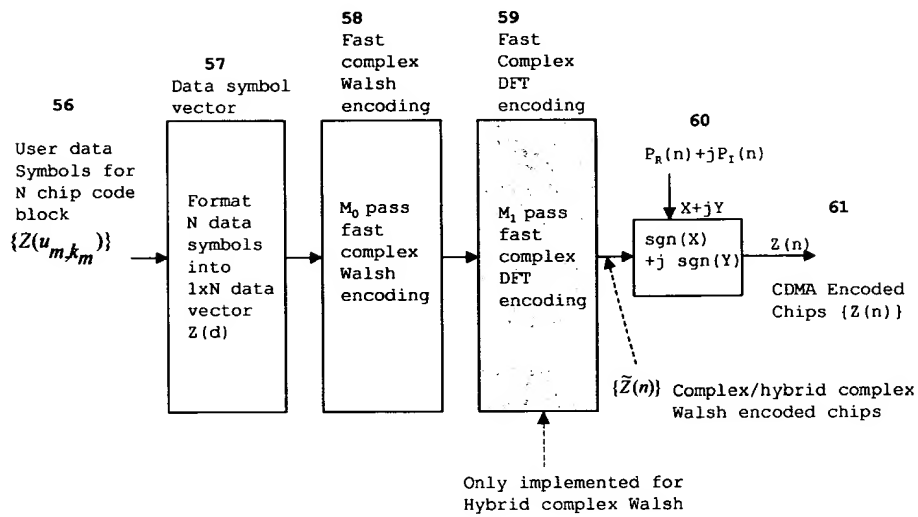 56
User data
Symbols for
N chip code
block
{Z(u_{m,k_m})}
57
Data symbol
vector
Format
N data
symbols
into
1xN data
vector
Z(d)
58
Fast
complex
Walsh
encoding
M₀ pass
fast
complex
Walsh
encoding
59
Fast
Complex
DFT
encoding
M₁ pass
fast
complex
DFT
encoding
60
P_R(n)+jP_I(n)
X+jY
sgn(X)
+j sgn(Y)
61
Z(n)
CDMA Encoded
Chips {Z(n)}
{Z̃(n)} Complex/hybrid complex
Walsh encoded chips
Only implemented for
Hybrid complex Walsh